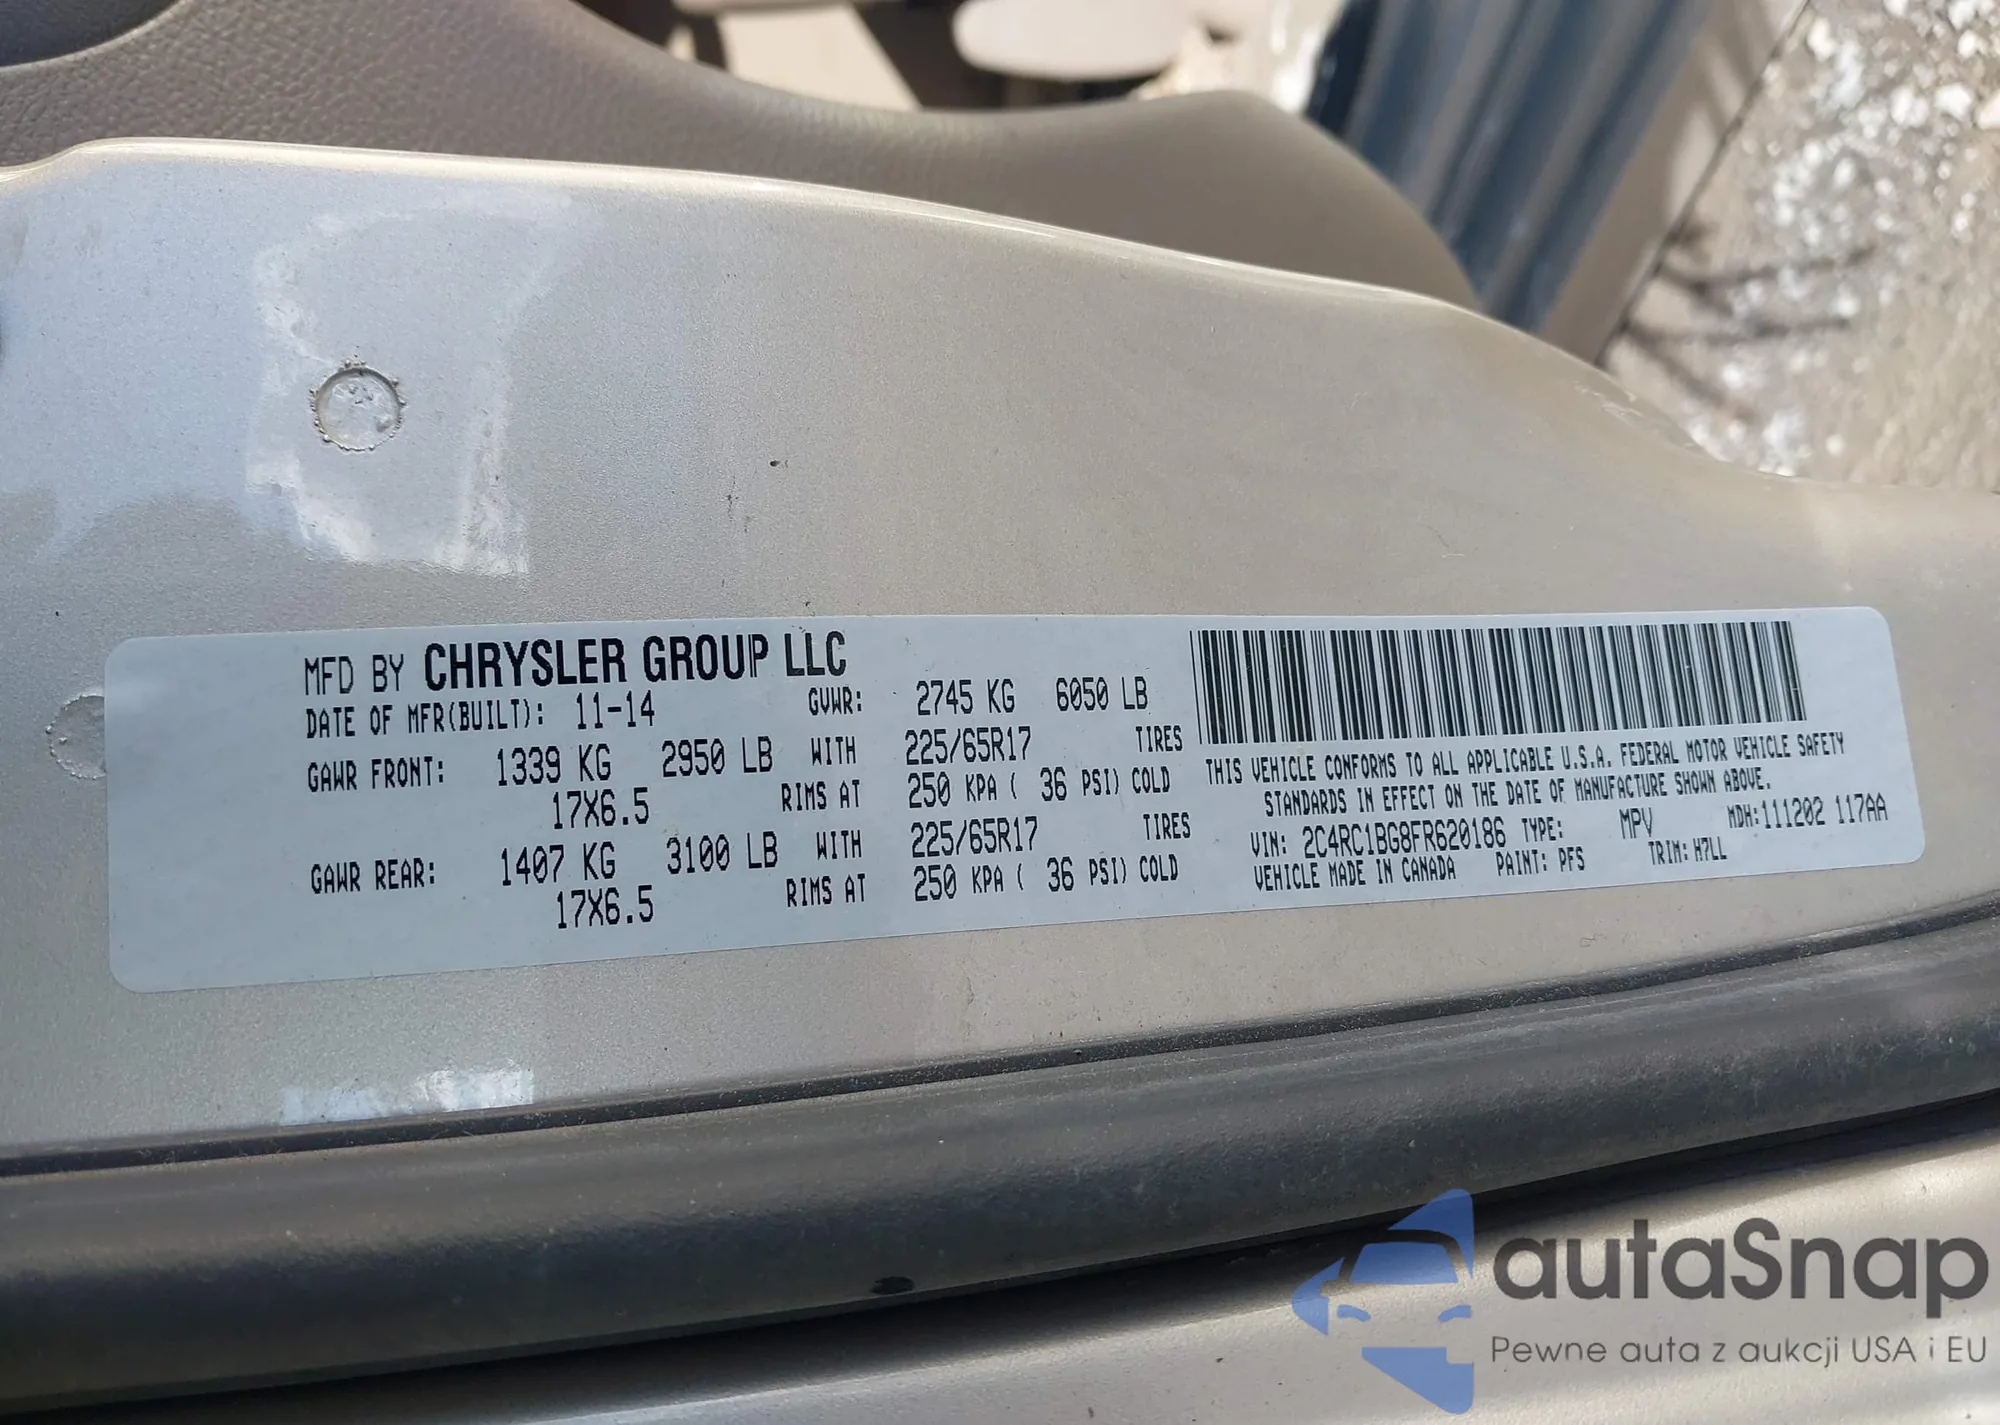 MFD BY CHRYSLER GROUP LLC
DATE OF MFR(BUILT): 11-14 GVWR: 2745 KG 6050 LB
GAWR FRONT: 1339 KG 2950 LB WITH 225/65R17 TIRES
17X6.5 RIMS AT 250 KPA ( 36 PSI) COLD
GAWR REAR: 1407 KG 3100 LB WITH 225/65R17 TIRES
17X6.5 RIMS AT 250 KPA ( 36 PSI) COLD
THIS VEHICLE CONFORMS TO ALL APPLICABLE U.S.A. FEDERAL MOTOR VEHICLE SAFETY
STANDARDS IN EFFECT ON THE DATE OF MANUFACTURE SHOWN ABOVE.
VIN: 2C4RC1BG8FR620186 TYPE: MPV MDH:111202 117AA
VEHICLE MADE IN CANADA PAINT: PFS TRIM: M7LL
autaSnap
Pewne auta z aukcji USA i EU